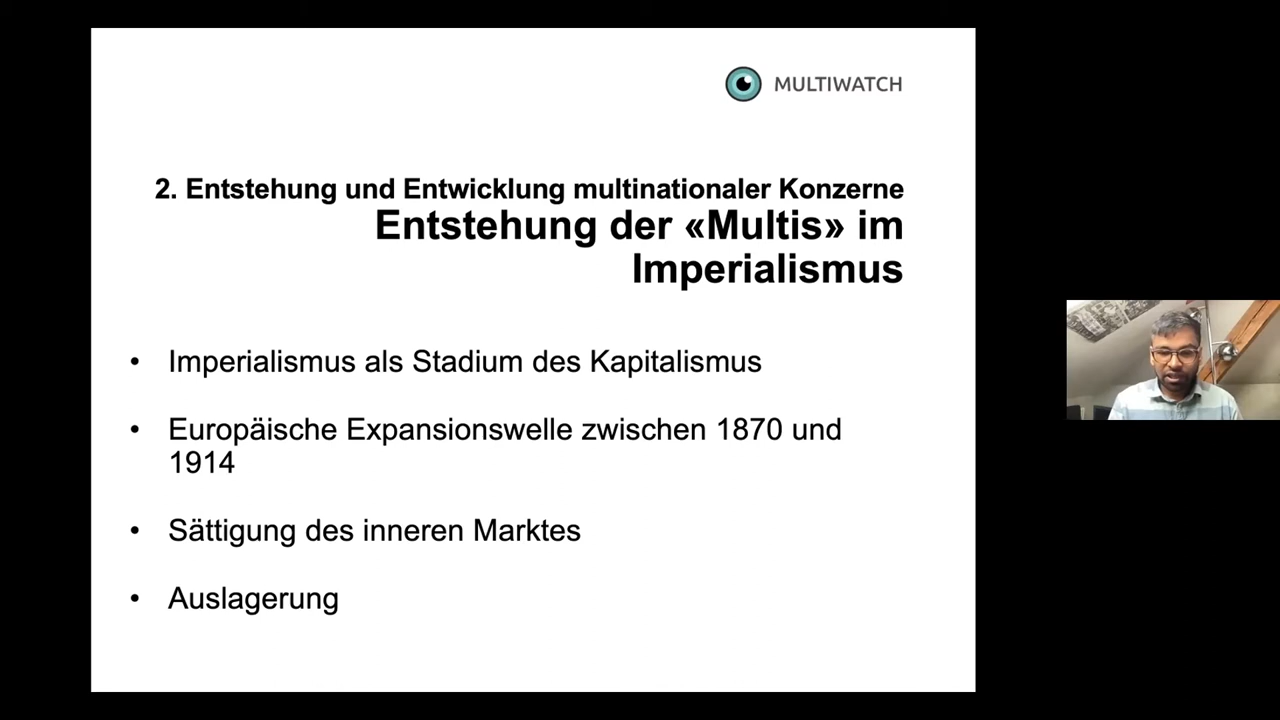 MULTIWATCH
2. Entstehung und Entwicklung multinationaler Konzerne
Entstehung der «Multis» im
Imperialismus
• Imperialismus als Stadium des Kapitalismus
• Europäische Expansionswelle zwischen 1870 und
1914
• Sättigung des inneren Marktes
• Auslagerung